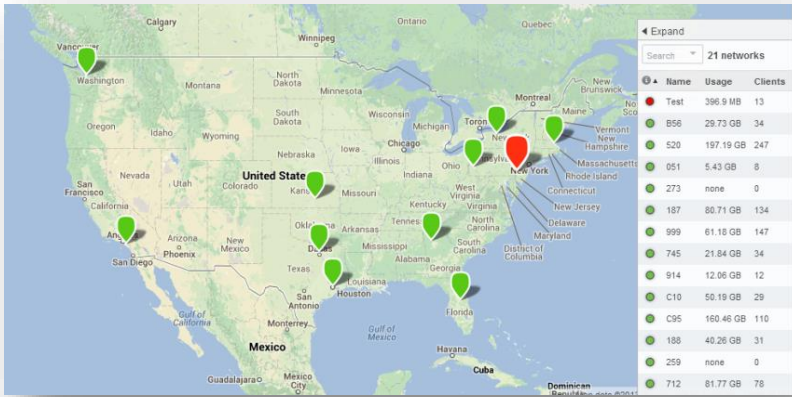 Calgary
Ontario
Quebec
Winnipeg
Vancouver
Washington
Montana
North
Dakota
Minnesota
Montreal
Maine
New
Brunswick
Oregon
Idaho
Wyoming
South
Dakota
Wisconsin
Michigan
Vermont
New
Hampshire
Nebraska
Iowa
Chicago
Illinois
Indiana
Ohio
New York
Massachusetts
Rhode Island
Connecticut
New Jersey
Delaware
Maryland
District of
Columbia
Nevada
Utah
Colorado
Missouri
West
Virginia
Virginia
Kentucky
San
Francisco
California
San Diego
Arizona
Phoenix
New
Mexico
Arkansas
North
Carolina
South
Carolina
Mississippi
Alabama
Georgia
Texas
Louisiana
San
Antonio
Houston
Florida
Gulf of
California
Monterrey
Gulf of
Mexico
Mexico
Havana
Cuba
Guadalajara
Mexico
City
Dominican
Expand
Search
21 networks
Name Usage Clients
Test 396.9 MB 13
B56 29.73 GB 34
520 197.19 GB 247
051 5.43 GB 8
273 none 0
187 80.71 GB 134
999 61.18 GB 147
745 21.84 GB 34
914 12.06 GB 12
C10 50.19 GB 29
C95 160.46 GB 110
188 40.26 GB 31
259 none 0
712 81.77 GB 78